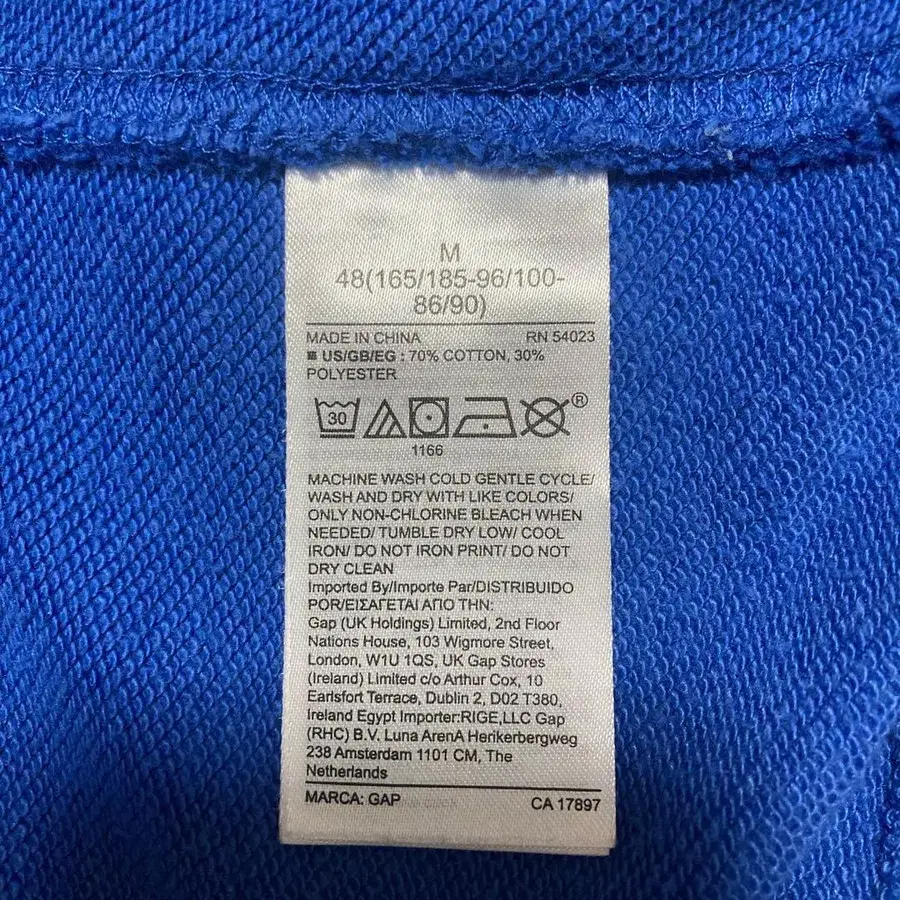 M
48(165/185-96/100-
86/90)
MADE IN CHINA RN 54023
US/GB/EG : 70% COTTON, 30%
POLYESTER
30 ®
1166
MACHINE WASH COLD GENTLE CYCLE/
WASH AND DRY WITH LIKE COLORS/
ONLY NON-CHLORINE BLEACH WHEN
NEEDED/ TUMBLE DRY LOW/ COOL
IRON/ DO NOT IRON PRINT/ DO NOT
DRY CLEAN
Imported By/Importe Par/DISTRIBUIDO
POR/ΕΙΣΑΓΕΤΑΙ ΑΠΟ ΤΗΝ:
Gap (UK Holdings) Limited, 2nd Floor
Nations House, 103 Wigmore Street,
London, W1U 1QS, UK Gap Stores
(Ireland) Limited c/o Arthur Cox, 10
Earlsfort Terrace, Dublin 2, D02 T380,
Ireland Egypt Importer:RIGE,LLC Gap
(RHC) B.V. Luna ArenA Herikerbergweg
238 Amsterdam 1101 CM, The
Netherlands
MARCA: GAP CA 17897